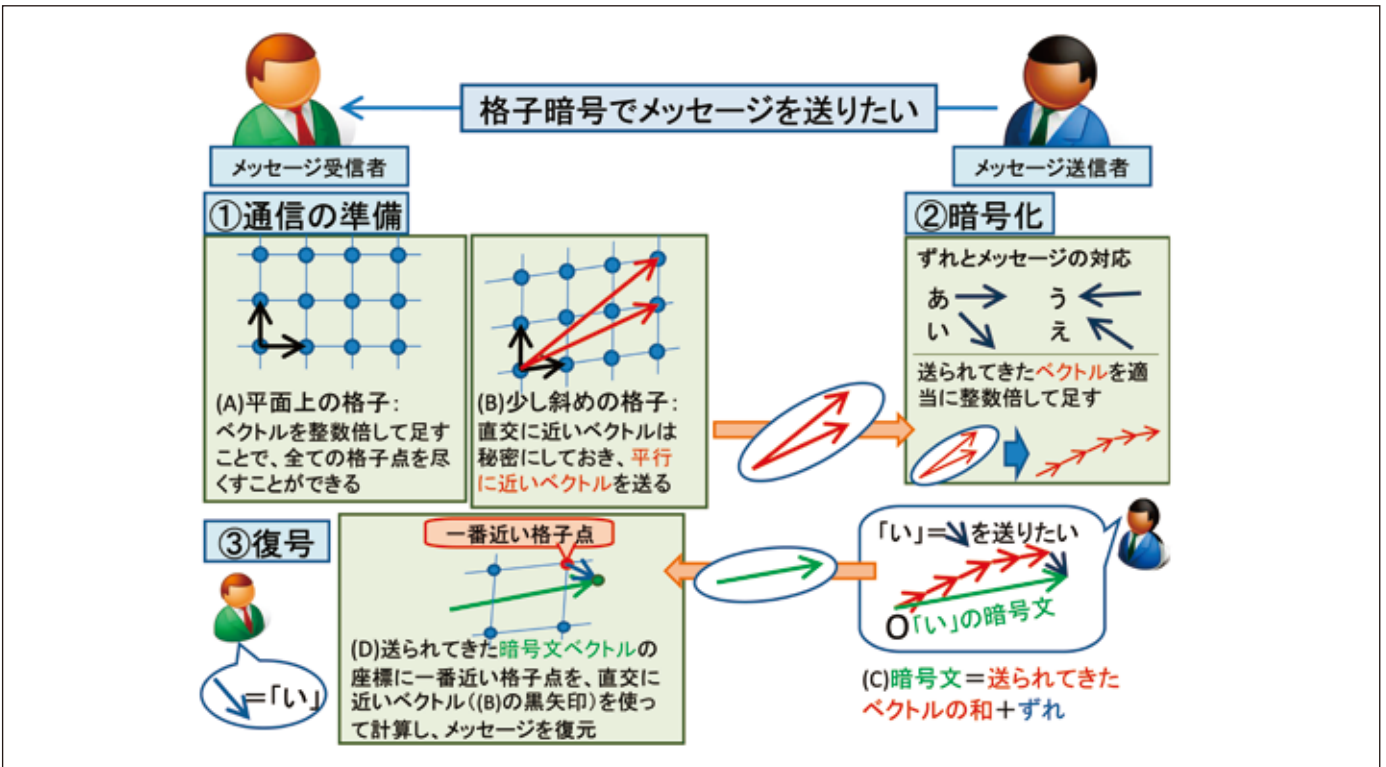 格子暗号でメッセージを送りたい
メッセージ受信者
メッセージ送信者
①通信の準備
(A)平面上の格子:
ベクトルを整数倍して足す
ことで、全ての格子点を尽
くすことができる
(B)少し斜めの格子:
直交に近いベクトルは
秘密にしておき、平行
に近いベクトルを送る
②暗号化
ずれとメッセージの対応
あ う
い え
送られてきたベクトルを適
当に整数倍して足す
「い」=を送りたい
O「い」の暗号文
(C)暗号文=送られてきた
ベクトルの和+ずれ
③復号
一番近い格子点
(D)送られてきた暗号文ベクトルの
座標に一番近い格子点を、直交に
近いベクトル((B)の黒矢印)を使っ
て計算し、メッセージを復元
=「い」